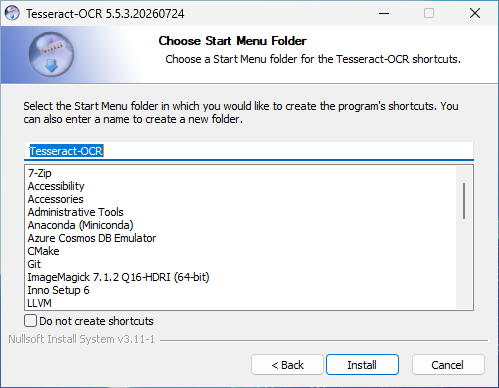 Tesseract-OCR 5.5.3.20260724
Choose Start Menu Folder
Choose a Start Menu folder for the Tesseract-OCR shortcuts.
Select the Start Menu folder in which you would like to create the program's shortcuts. You
can also enter a name to create a new folder.
Tesseract-OCR
7-Zip
Accessibility
Accessories
Administrative Tools
Anaconda (Miniconda)
Azure Cosmos DB Emulator
CMake
Git
ImageMagick 7.1.2 Q16-HDRI (64-bit)
Inno Setup 6
LLVM
Do not create shortcuts
Nullsoft Install System v3.11-1
< Back
Install
Cancel